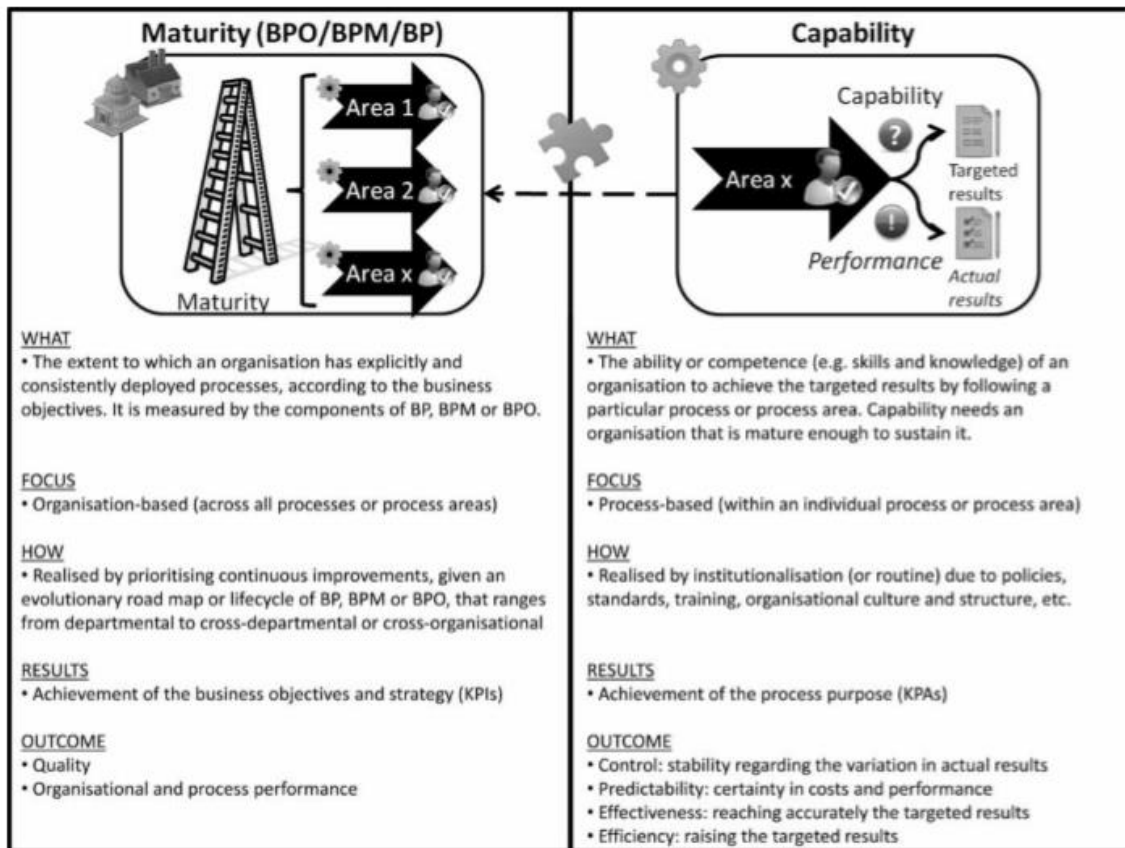 Maturity (BPO/BPM/BP)
Area 1
Area 2
Area x
Maturity
WHAT
• The extent to which an organisation has explicitly and
consistently deployed processes, according to the business
objectives. It is measured by the components of BP, BPM or BPO.
FOCUS
• Organisation-based (across all processes or process areas)
HOW
• Realised by prioritising continuous improvements, given an
evolutionary road map or lifecycle of BP, BPM or BPO, that ranges
from departmental to cross-departmental or cross-organisational
RESULTS
• Achievement of the business objectives and strategy (KPIs)
OUTCOME
• Quality
• Organisational and process performance
Capability
Capability
?
Area x
Targeted
results
!
Performance
Actual
results
WHAT
• The ability or competence (e.g. skills and knowledge) of an
organisation to achieve the targeted results by following a
particular process or process area. Capability needs an
organisation that is mature enough to sustain it.
FOCUS
• Process-based (within an individual process or process area)
HOW
• Realised by institutionalisation (or routine) due to policies,
standards, training, organisational culture and structure, etc.
RESULTS
• Achievement of the process purpose (KPAs)
OUTCOME
• Control: stability regarding the variation in actual results
• Predictability: certainty in costs and performance
• Effectiveness: reaching accurately the targeted results
• Efficiency: raising the targeted results